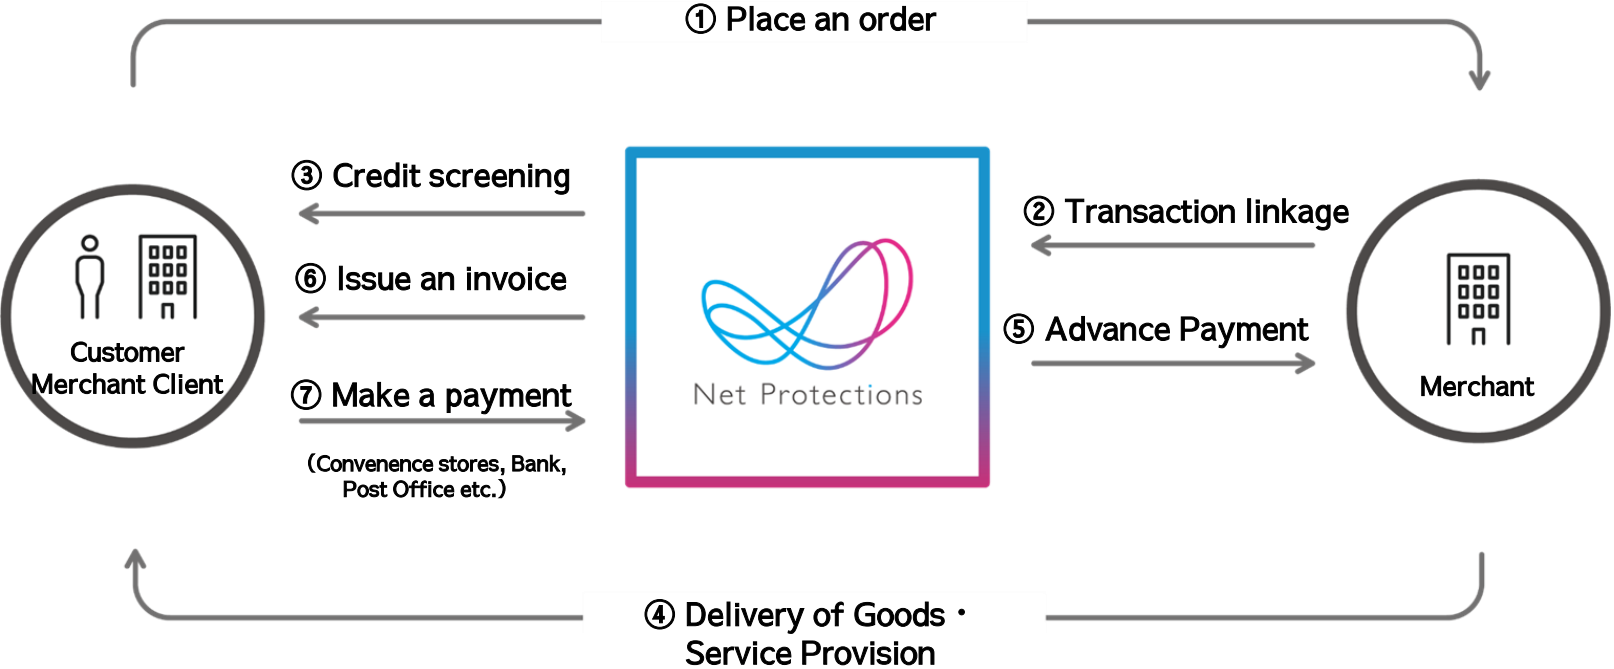 ① Place an order
③ Credit screening
② Transaction linkage
⑥ Issue an invoice
⑤ Advance Payment
Customer
Merchant Client
⑦ Make a payment
(Convenence stores, Bank,
Post Office etc.)
Net Protections
Merchant
④ Delivery of Goods・
Service Provision